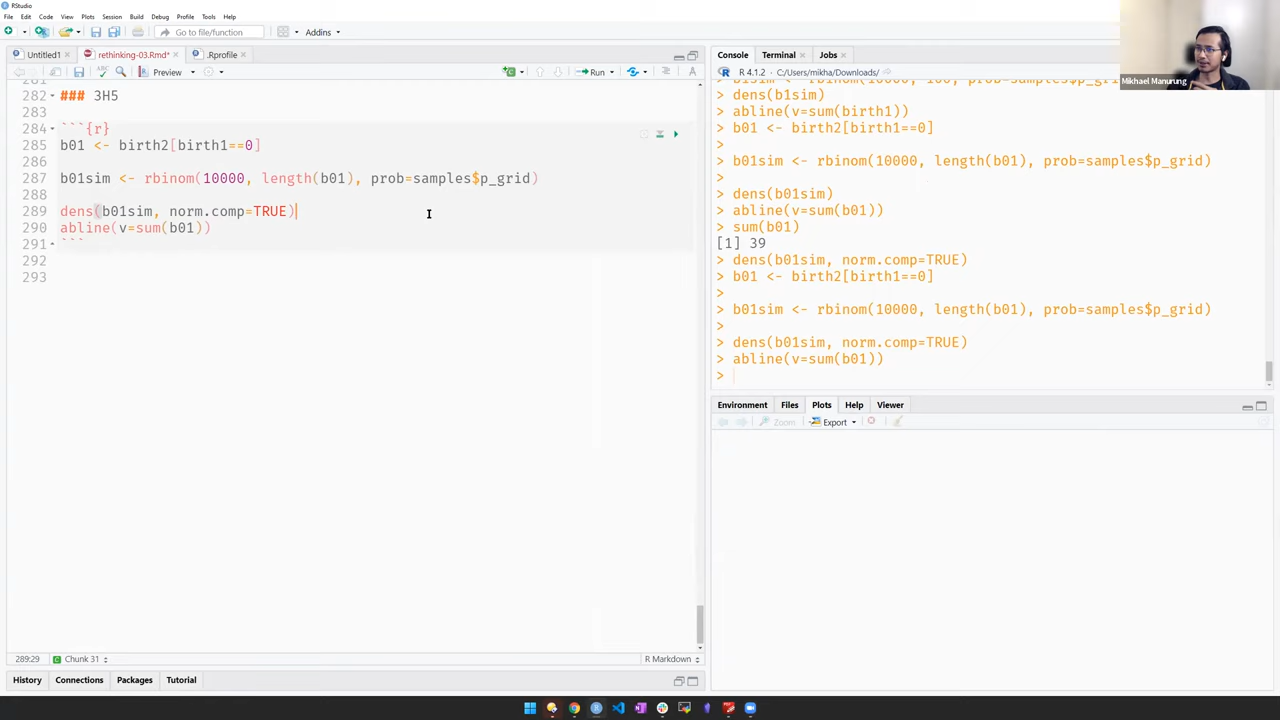 RStudio
File Edit Code View Plots Session Build Debug Profile Tools Help
Go to file/function
Addins
Untitled1
rethinking-03.Rmd*
.Rprofile
Preview
Run
282 ### 3H5
283
284 ```{r}
285 b01 <- birth2[birth1==0]
286
287 b01sim <- rbinom(10000, length(b01), prob=samples$p_grid)
288
289 dens(b01sim, norm.comp=TRUE)
290 abline(v=sum(b01))
291 ```
292
293
289:29
Chunk 31
R Markdown
History Connections Packages Tutorial
Console Terminal Jobs
R 4.1.2 · C:/Users/mikha/Downloads/
> dens(b1sim)
> abline(v=sum(birth1))
> b01 <- birth2[birth1==0]
>
> b01sim <- rbinom(10000, length(b01), prob=samples$p_grid)
>
> dens(b01sim)
> abline(v=sum(b01))
> sum(b01)
[1] 39
> dens(b01sim, norm.comp=TRUE)
> b01 <- birth2[birth1==0]
>
> b01sim <- rbinom(10000, length(b01), prob=samples$p_grid)
>
> dens(b01sim, norm.comp=TRUE)
> abline(v=sum(b01))
>
Environment Files Plots Help Viewer
Zoom Export
Mikhael Manurung